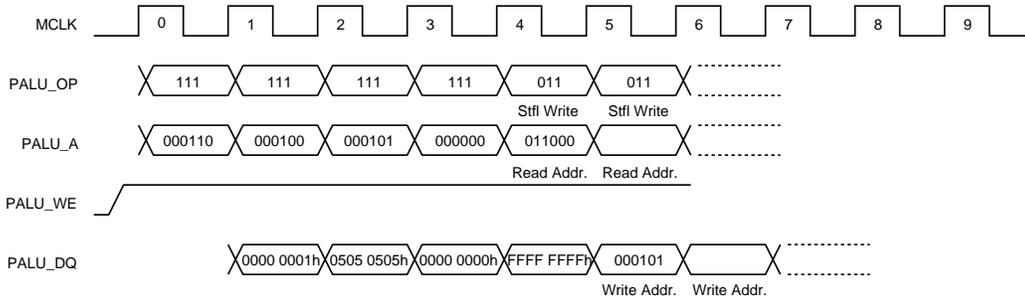 MCLK 0 1 2 3 4 5 6 7 8 9
PALU_OP 111 111 111 111 011 011
Stfl Write Stfl Write
PALU_A 000110 000100 000101 000000 011000
Read Addr. Read Addr.
PALU_WE
PALU_DQ 0000 0001h 0505 0505h 0000 0000h FFFF FFFFh 000101
Write Addr. Write Addr.